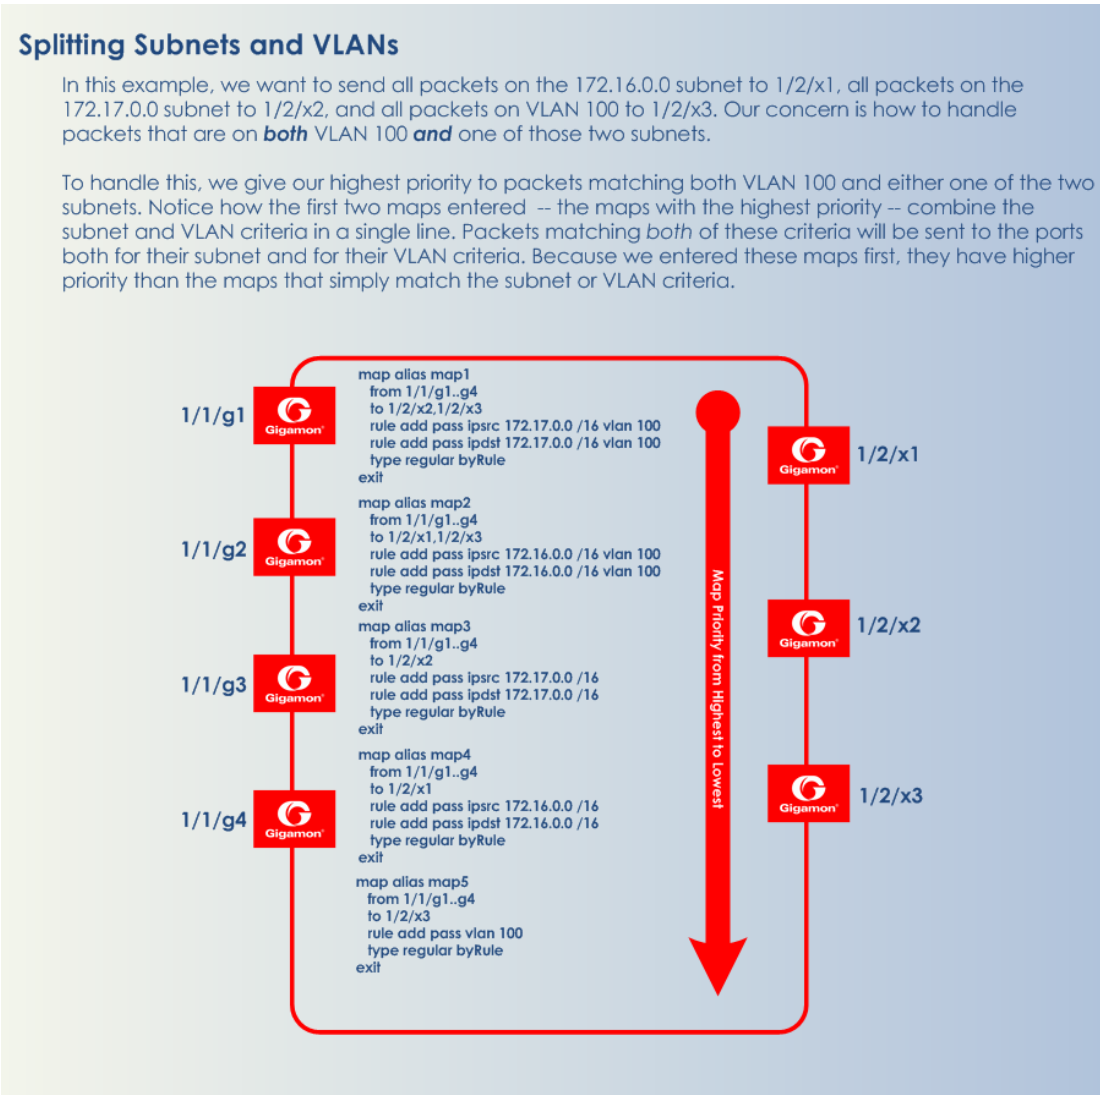 Splitting Subnets and VLANs
In this example, we want to send all packets on the 172.16.0.0 subnet to 1/2/x1, all packets on the
172.17.0.0 subnet to 1/2/x2, and all packets on VLAN 100 to 1/2/x3. Our concern is how to handle
packets that are on both VLAN 100 and one of those two subnets.
To handle this, we give our highest priority to packets matching both VLAN 100 and either one of the two
subnets. Notice how the first two maps entered -- the maps with the highest priority -- combine the
subnet and VLAN criteria in a single line. Packets matching both of these criteria will be sent to the ports
both for their subnet and for their VLAN criteria. Because we entered these maps first, they have higher
priority than the maps that simply match the subnet or VLAN criteria.
1/1/g1
Gigamon®
1/1/g2
Gigamon®
1/1/g3
Gigamon®
1/1/g4
Gigamon®
map alias map1
from 1/1/g1..g4
to 1/2/x2,1/2/x3
rule add pass ipsrc 172.17.0.0 /16 vlan 100
rule add pass ipdst 172.17.0.0 /16 vlan 100
type regular byRule
exit
map alias map2
from 1/1/g1..g4
to 1/2/x1,1/2/x3
rule add pass ipsrc 172.16.0.0 /16 vlan 100
rule add pass ipdst 172.16.0.0 /16 vlan 100
type regular byRule
exit
map alias map3
from 1/1/g1..g4
to 1/2/x2
rule add pass ipsrc 172.17.0.0 /16
rule add pass ipdst 172.17.0.0 /16
type regular byRule
exit
map alias map4
from 1/1/g1..g4
to 1/2/x1
rule add pass ipsrc 172.16.0.0 /16
rule add pass ipdst 172.16.0.0 /16
type regular byRule
exit
map alias map5
from 1/1/g1..g4
to 1/2/x3
rule add pass vlan 100
type regular byRule
exit
Map Priority from Highest to Lowest
Gigamon®
1/2/x1
Gigamon®
1/2/x2
Gigamon®
1/2/x3